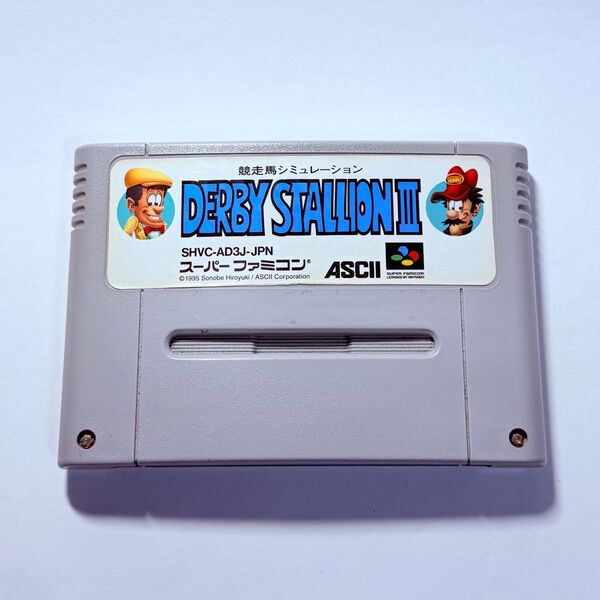 競走馬シミュレーション
DERBY STALLION III
SHVC-AD3J-JPN
スーパーファミコン®
©1995 Sonobe Hiroyuki / ASCII Corporation
ASCII
SUPER FAMICOM
LICENSED BY NINTENDO